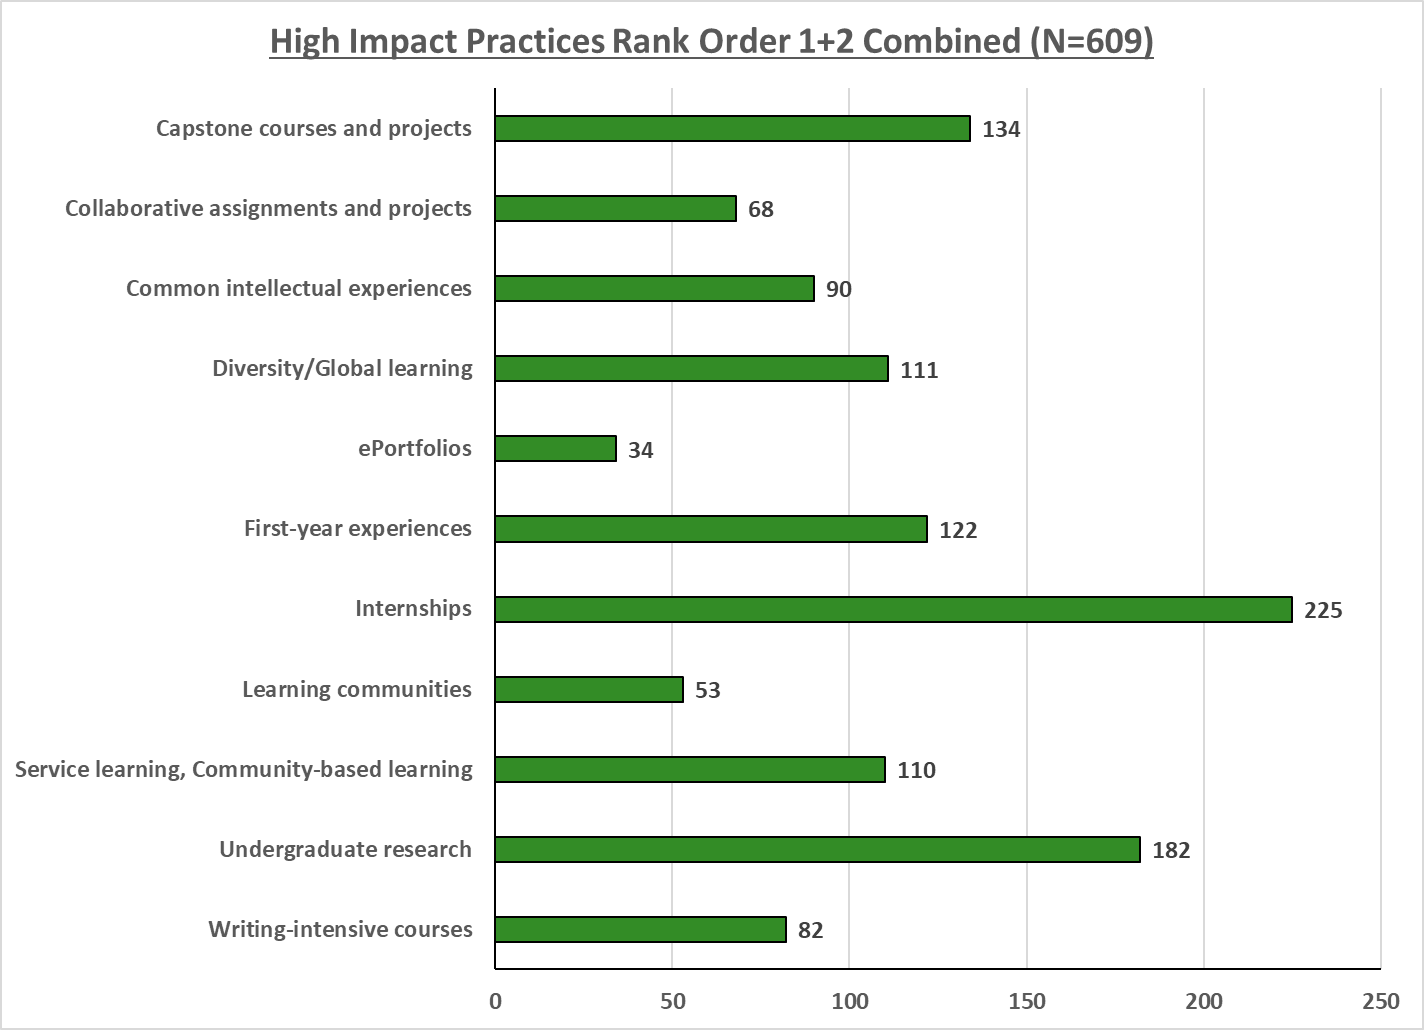 High Impact Practices Rank Order 1+2 Combined (N=609)
Capstone courses and projects 134
Collaborative assignments and projects 68
Common intellectual experiences 90
Diversity/Global learning 111
ePortfolios 34
First-year experiences 122
Internships 225
Learning communities 53
Service learning, Community-based learning 110
Undergraduate research 182
Writing-intensive courses 82
0 50 100 150 200 250